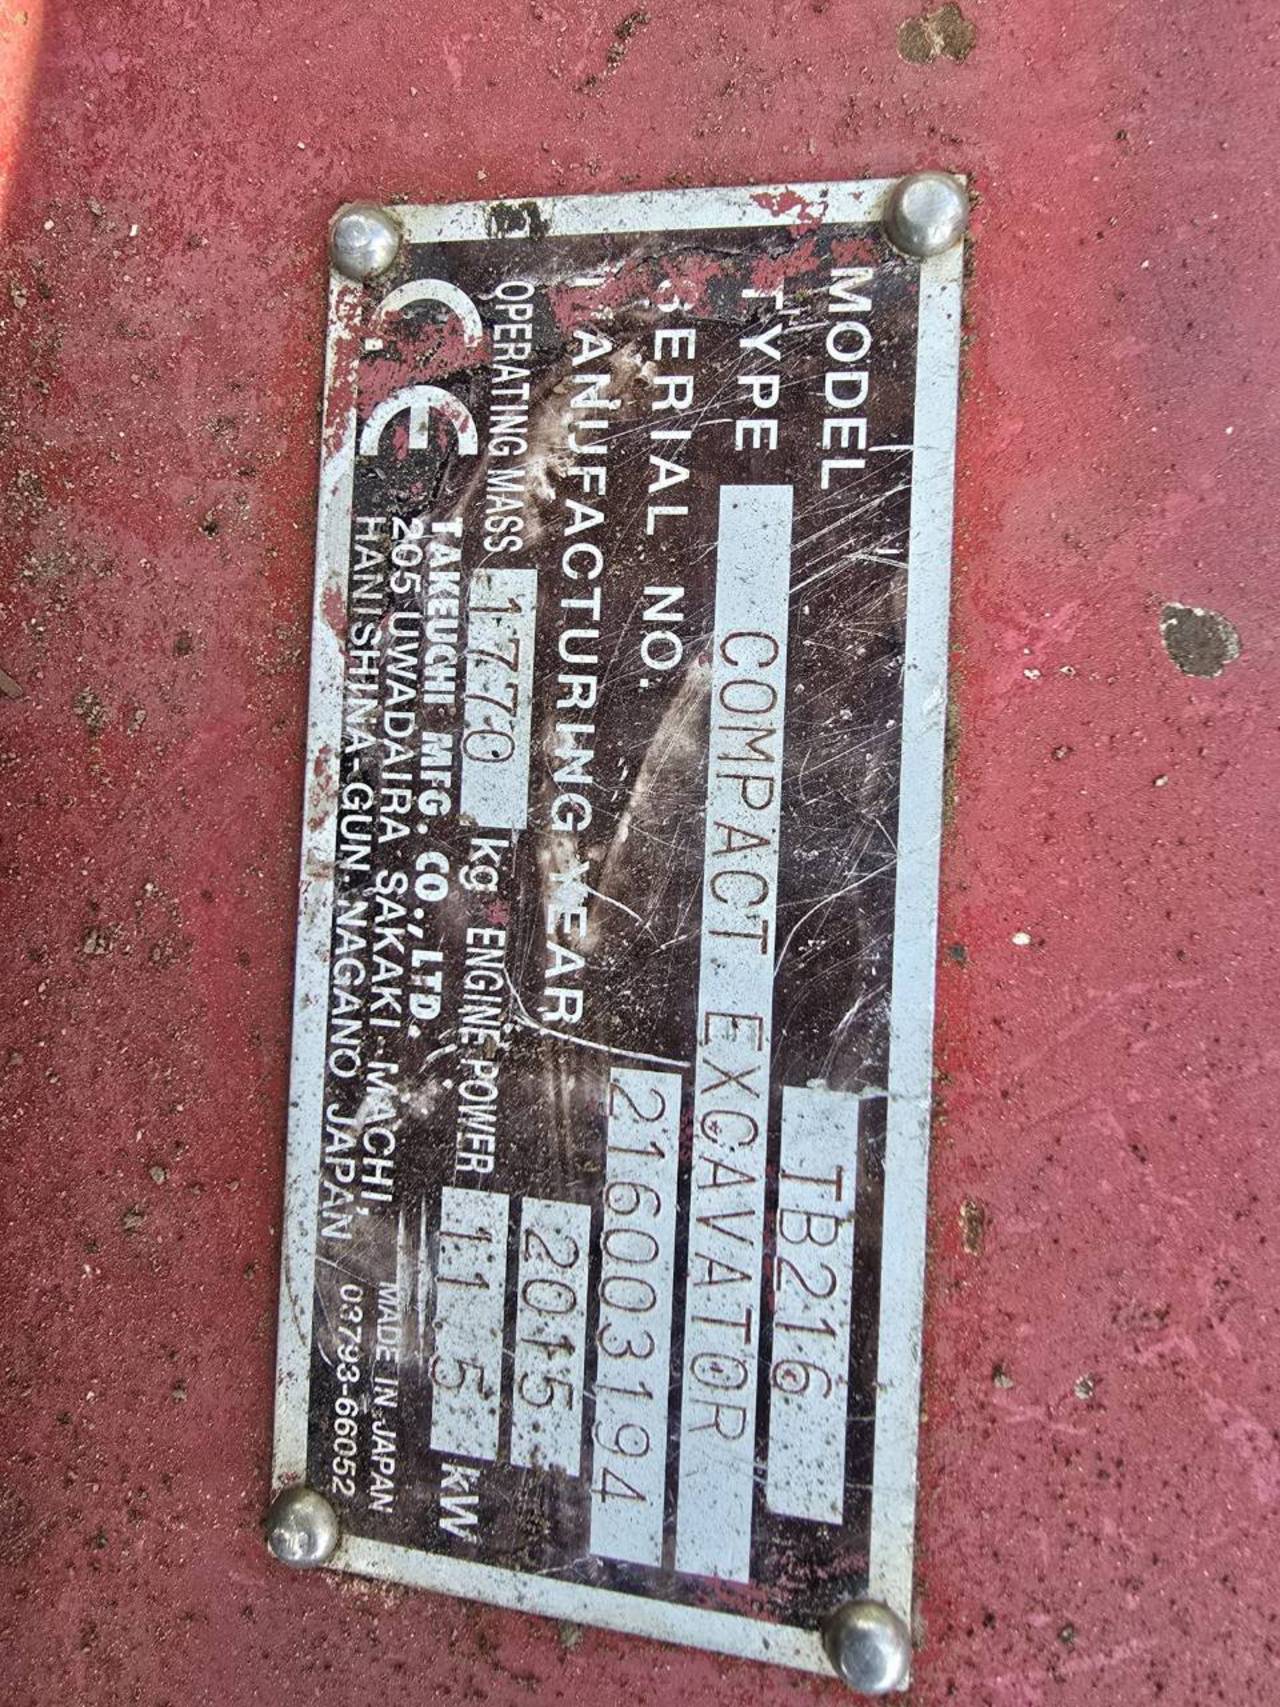 MODEL TB216
TYPE COMPACT EXCAVATOR
SERIAL NO. 216003194
MANUFACTURING YEAR 2015
OPERATING MASS 1770 kg ENGINE POWER 11.5 kW
CE
TAKEUCHI MFG. CO., LTD.
205 UWADAIRA SAKAKI-MACHI, MADE IN JAPAN
HANISHINA-GUN, NAGANO JAPAN 03793-66052